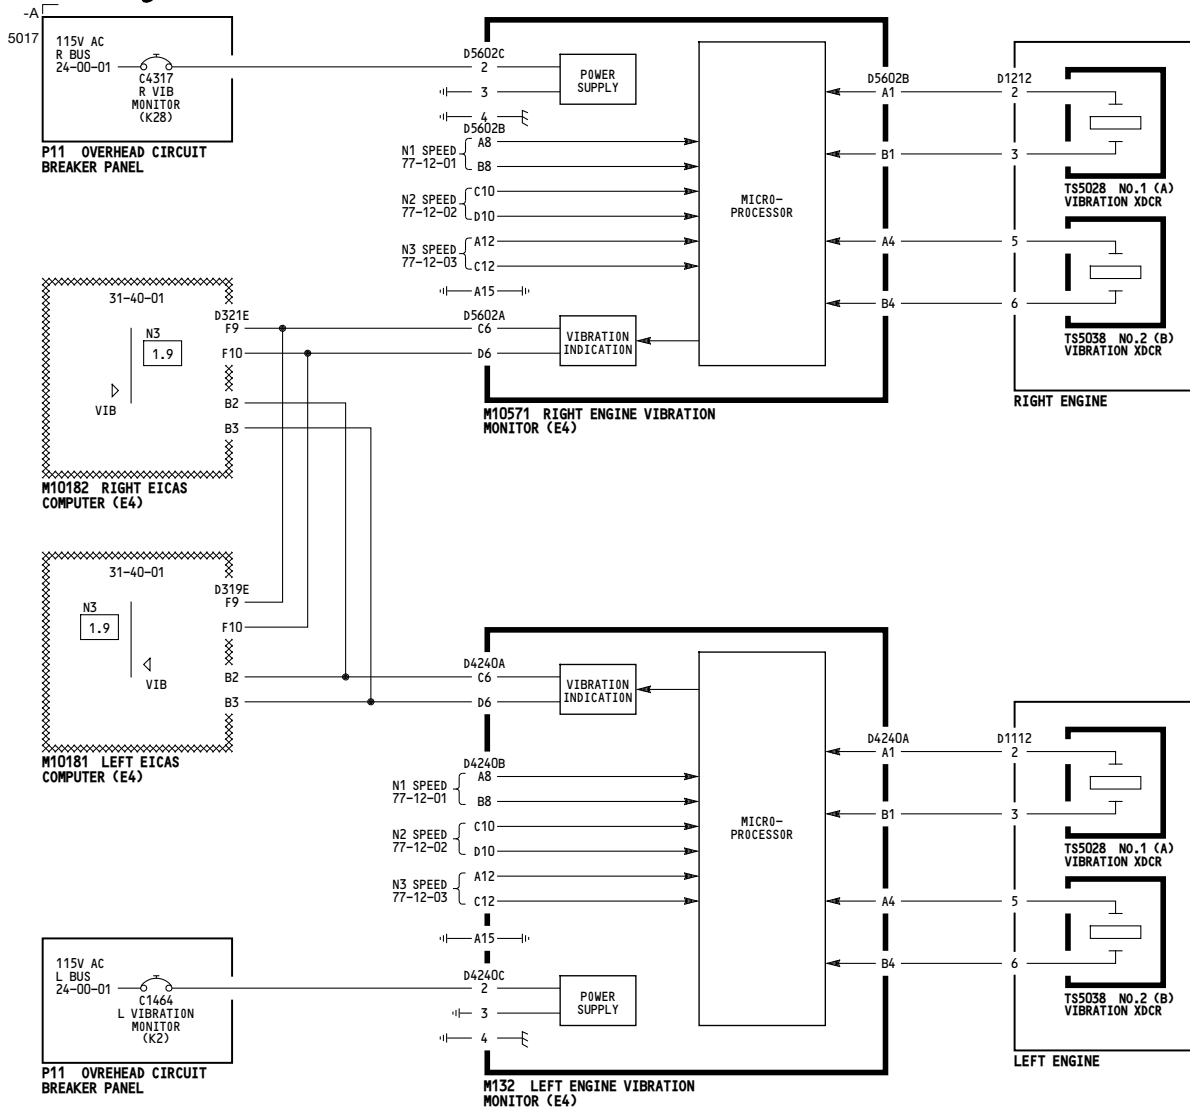 -A
5017
115V AC
R BUS
24-00-01
C4317
R VIB
MONITOR
(K28)
P11 OVERHEAD CIRCUIT
BREAKER PANEL
D5602C
2
3
4
POWER
SUPPLY
D5602B
N1 SPEED
77-12-01
A8
B8
N2 SPEED
77-12-02
C10
D10
N3 SPEED
77-12-03
A12
C12
A15
D5602A
C6
D6
VIBRATION
INDICATION
MICRO-
PROCESSOR
M10571 RIGHT ENGINE VIBRATION
MONITOR (E4)
D5602B
A1
B1
A4
B4
D1212
2
3
5
6
TS5028 NO.1 (A)
VIBRATION XDCR
TS5038 NO.2 (B)
VIBRATION XDCR
RIGHT ENGINE
31-40-01
N3
1.9
VIB
D321E
F9
F10
B2
B3
M10182 RIGHT EICAS
COMPUTER (E4)
31-40-01
N3
1.9
VIB
D319E
F9
F10
B2
B3
M10181 LEFT EICAS
COMPUTER (E4)
D4240A
C6
D6
VIBRATION
INDICATION
D4240B
N1 SPEED
77-12-01
A8
B8
N2 SPEED
77-12-02
C10
D10
N3 SPEED
77-12-03
A12
C12
A15
D4240C
2
3
4
POWER
SUPPLY
MICRO-
PROCESSOR
M132 LEFT ENGINE VIBRATION
MONITOR (E4)
D4240A
A1
B1
A4
B4
D1112
2
3
5
6
TS5028 NO.1 (A)
VIBRATION XDCR
TS5038 NO.2 (B)
VIBRATION XDCR
LEFT ENGINE
115V AC
L BUS
24-00-01
C1464
L VIBRATION
MONITOR
(K2)
P11 OVREHEAD CIRCUIT
BREAKER PANEL